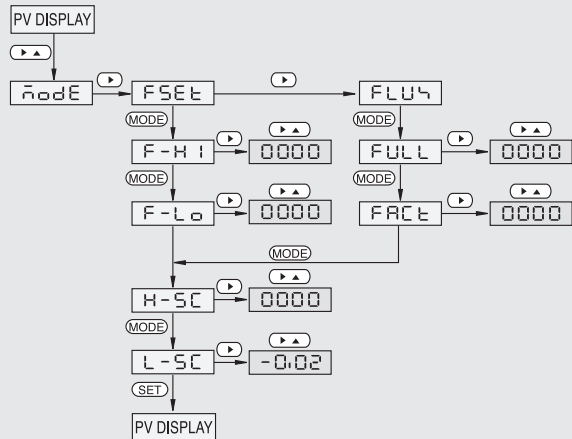 PV DISPLAY
▶ ▲
modE ▶ FSEt ▶ FLUk
MODE MODE
▶ ▲ ▶ ▲
F-HI ▶ 0000 FULL ▶ 0000
MODE MODE
▶ ▲ ▶ ▲
F-Lo ▶ 0000 FACt ▶ 0000
MODE
▶ ▲
H-SC ▶ 0000
MODE
▶ ▲
L-SC ▶ -0.02
SET
PV DISPLAY